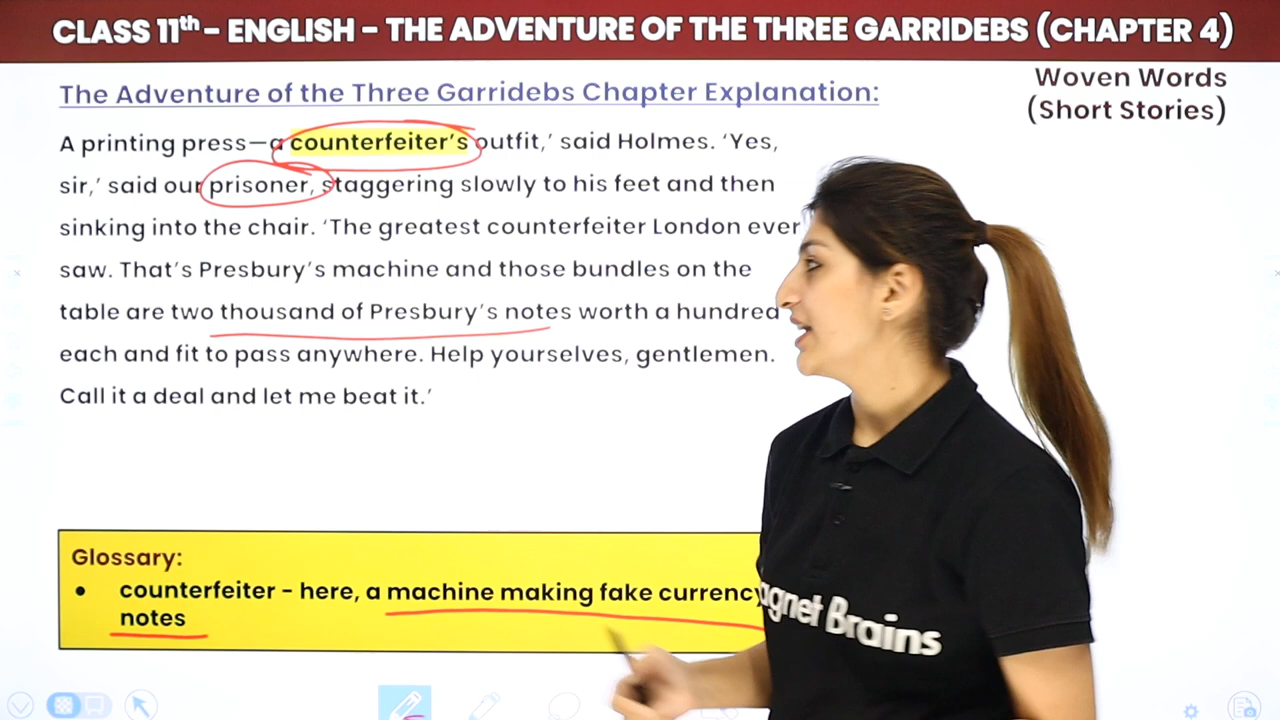 CLASS 11th – ENGLISH – THE ADVENTURE OF THE THREE GARRIDEBS (CHAPTER 4)
Woven Words
(Short Stories)
The Adventure of the Three Garridebs Chapter Explanation:
A printing press—a counterfeiter’s outfit,’ said Holmes. ‘Yes,
sir,’ said our prisoner, staggering slowly to his feet and then
sinking into the chair. ‘The greatest counterfeiter London ever
saw. That’s Presbury’s machine and those bundles on the
table are two thousand of Presbury’s notes worth a hundred
each and fit to pass anywhere. Help yourselves, gentlemen.
Call it a deal and let me beat it.’
Glossary:
• counterfeiter - here, a machine making fake currency
notes
agnet Brains